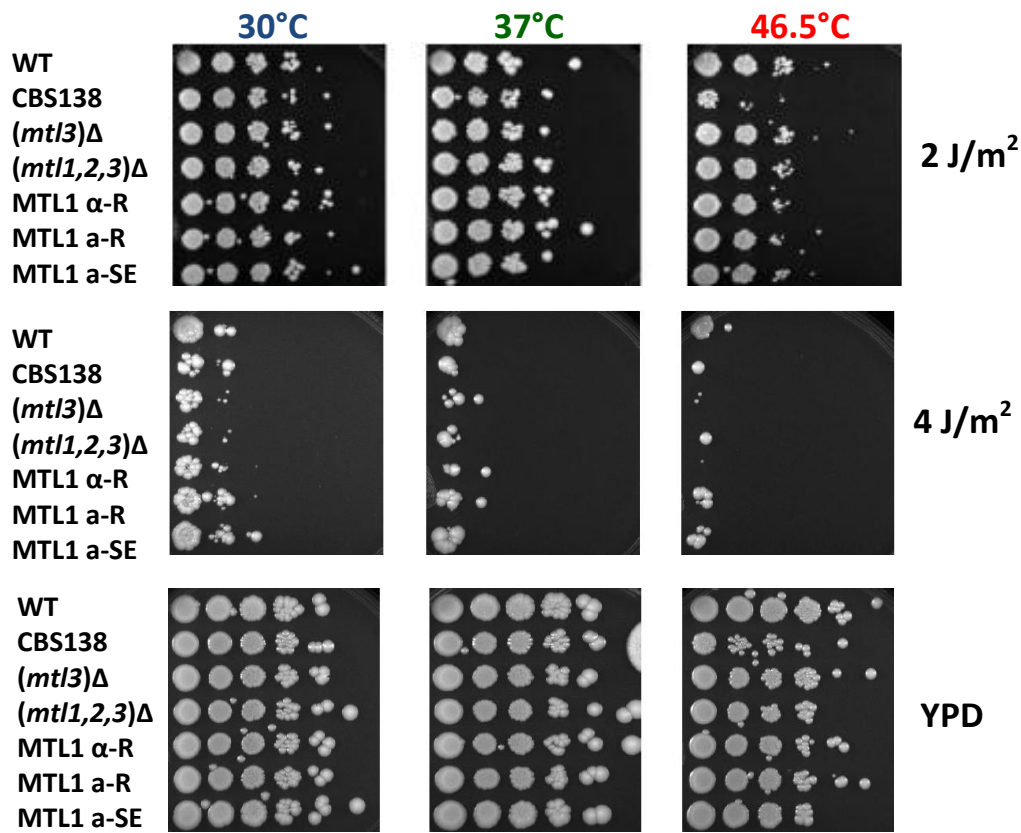 30°C 37°C 46.5°C
WT
CBS138
(mtl3)Δ
(mtl1,2,3)Δ
MTL1 α-R
MTL1 a-R
MTL1 a-SE
2 J/m²
WT
CBS138
(mtl3)Δ
(mtl1,2,3)Δ
MTL1 α-R
MTL1 a-R
MTL1 a-SE
4 J/m²
WT
CBS138
(mtl3)Δ
(mtl1,2,3)Δ
MTL1 α-R
MTL1 a-R
MTL1 a-SE
YPD